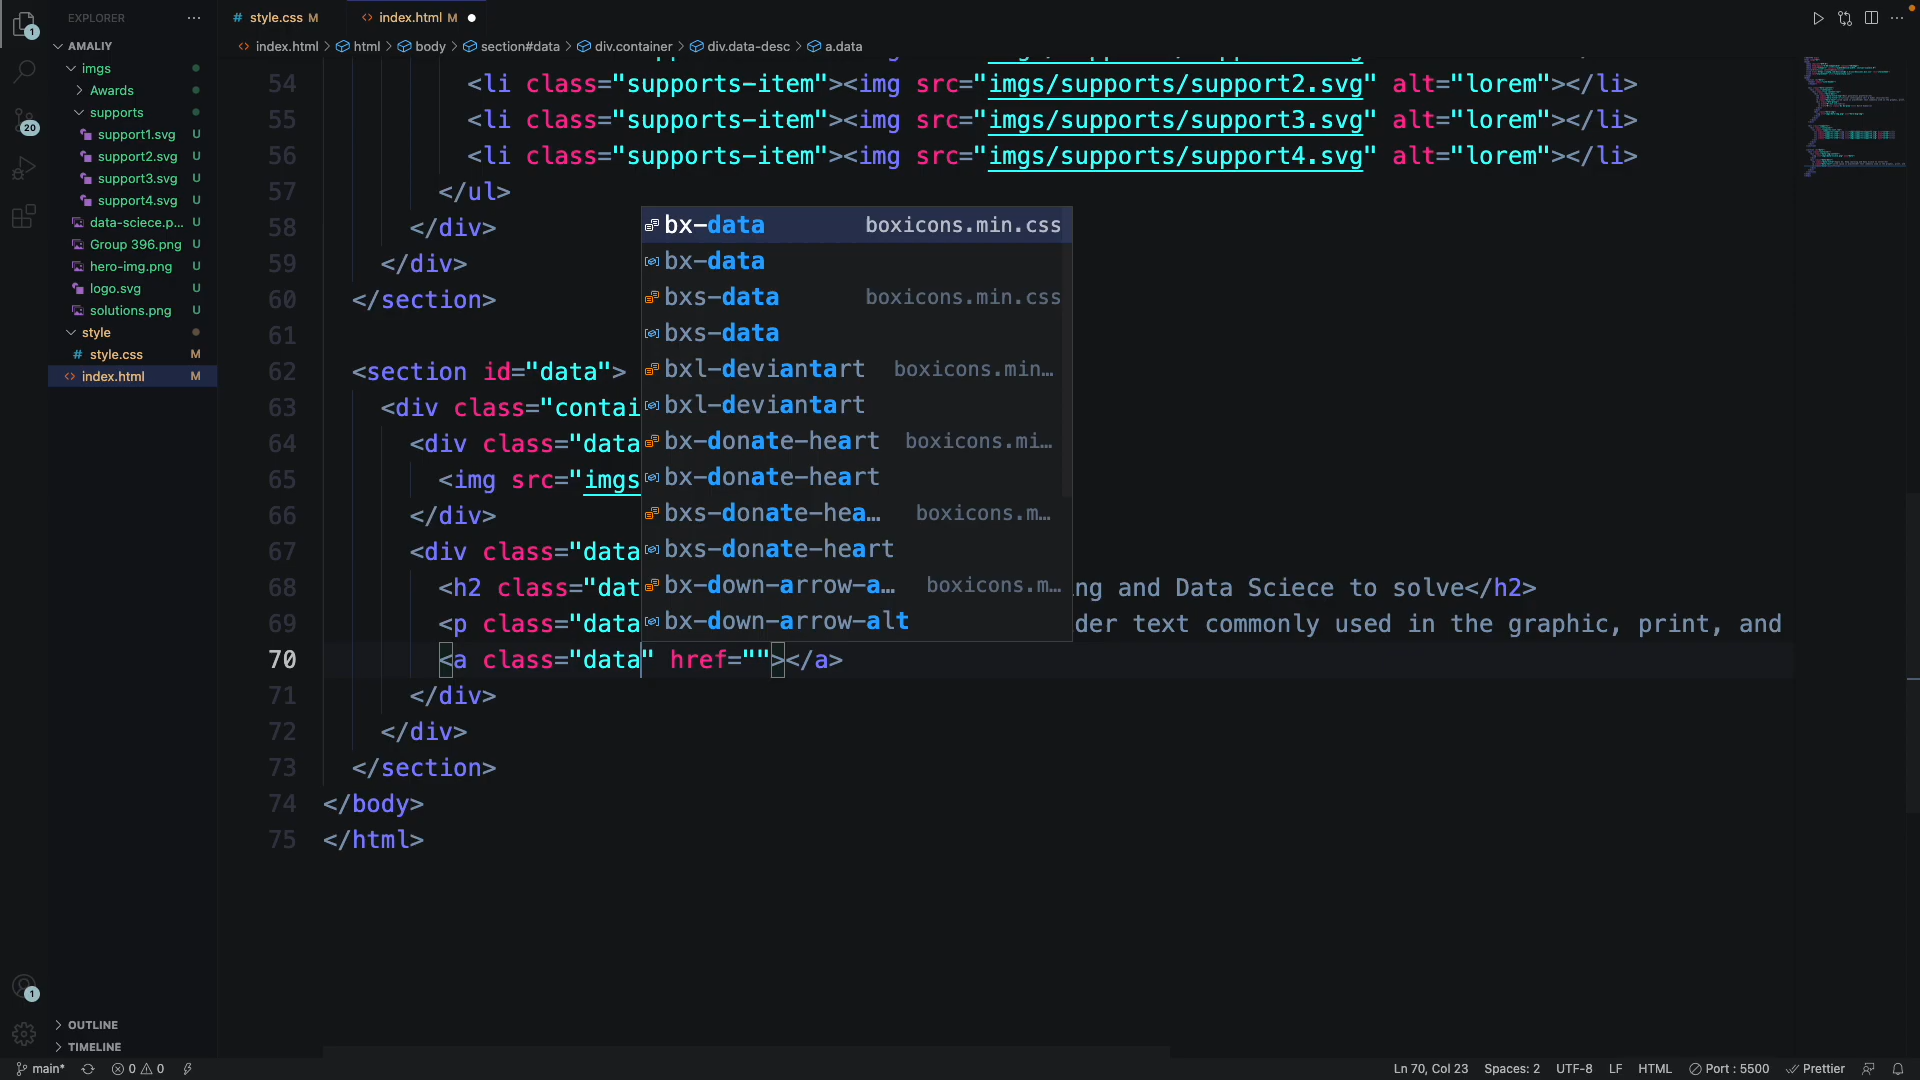 EXPLORER
AMALIY
imgs
Awards
supports
support1.svg U
support2.svg U
support3.svg U
support4.svg U
data-sciece.p... U
Group 396.png U
hero-img.png U
logo.svg U
solutions.png U
style
style.css M
index.html M
OUTLINE
TIMELINE
1
20
1
style.css M
index.html M
index.html > html > body > section#data > div.container > div.data-desc > a.data
54 <li class="supports-item"><img src="imgs/supports/support2.svg" alt="lorem"></li>
55 <li class="supports-item"><img src="imgs/supports/support3.svg" alt="lorem"></li>
56 <li class="supports-item"><img src="imgs/supports/support4.svg" alt="lorem"></li>
57 </ul>
58 </div>
59 </div>
60 </section>
61
62 <section id="data">
63 <div class="contai
64 <div class="data
65 <img src="imgs
66 </div>
67 <div class="data
68 <h2 class="dat ng and Data Sciece to solve</h2>
69 <p class="data der text commonly used in the graphic, print, and
70 <a class="data" href=""></a>
71 </div>
72 </div>
73 </section>
74 </body>
75 </html>
bx-data boxicons.min.css
bx-data
bxs-data boxicons.min.css
bxs-data
bxl-deviantart boxicons.min...
bxl-deviantart
bx-donate-heart boxicons.mi...
bx-donate-heart
bxs-donate-hea... boxicons.m...
bxs-donate-heart
bx-down-arrow-a... boxicons.m...
bx-down-arrow-alt
main* 0 0 Ln 70, Col 23 Spaces: 2 UTF-8 LF HTML Port : 5500 Prettier